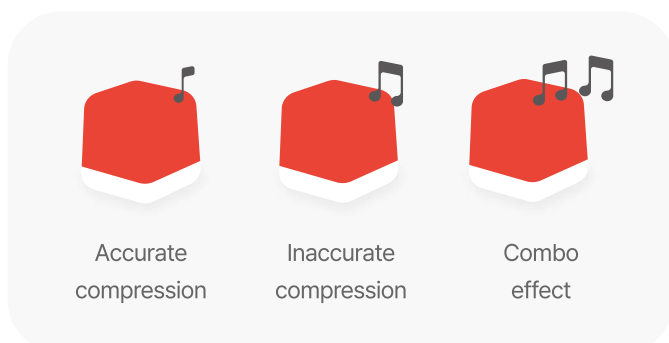 Accurate
compression
Inaccurate
compression
Combo
effect